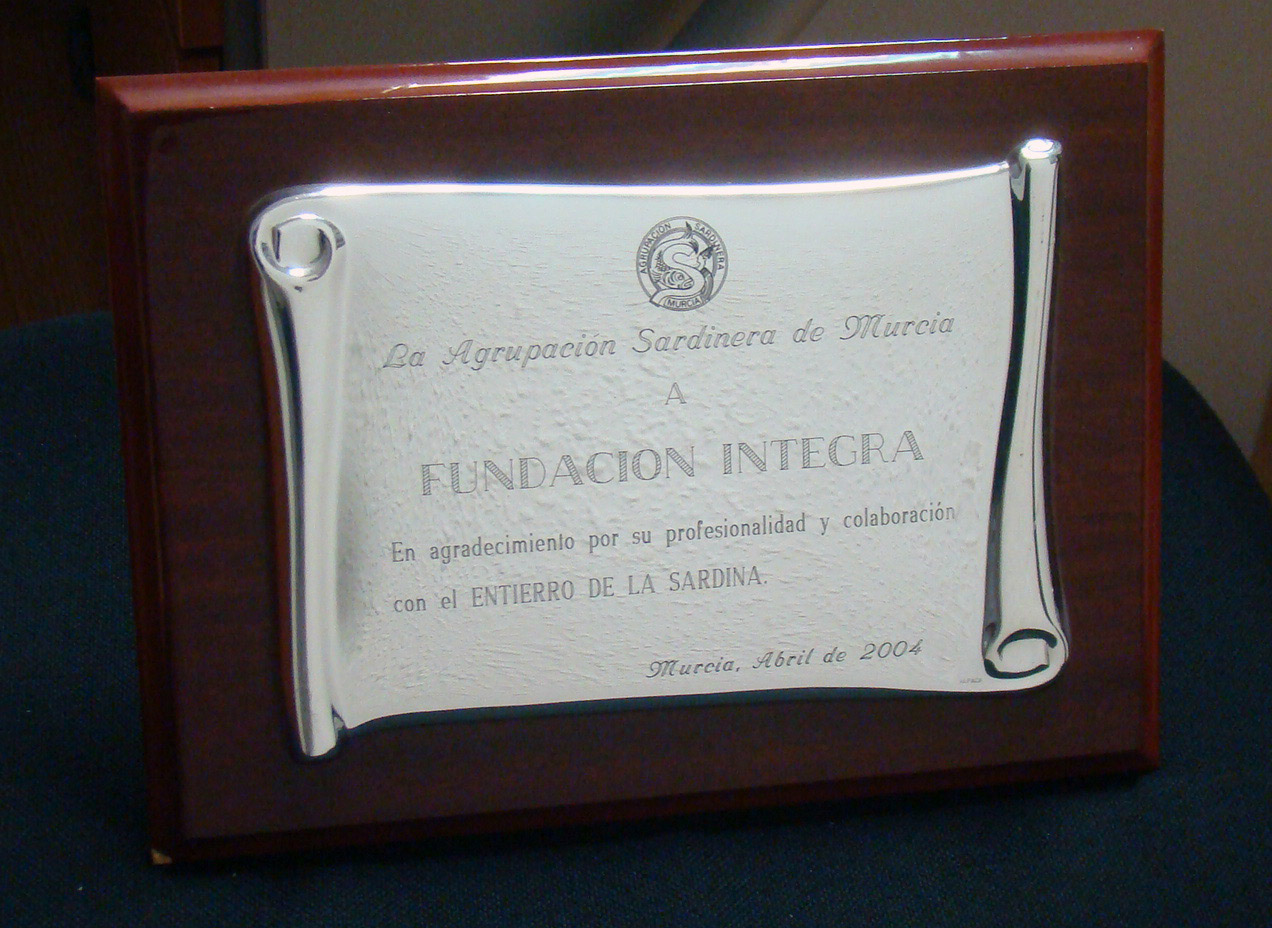 AGRUPACIÓN SARDINERA
MURCIA
La Agrupación Sardinera de Murcia
A
FUNDACION INTEGRA
En agradecimiento por su profesionalidad y colaboración
con el ENTIERRO DE LA SARDINA.
Murcia, Abril de 2004